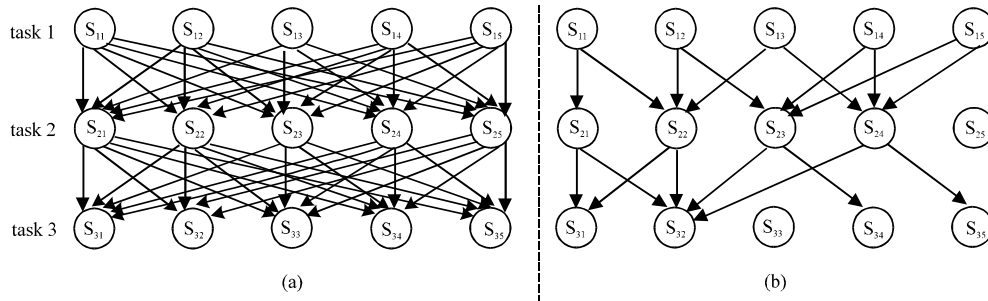 task 1 S11 S12 S13 S14 S15 S11 S12 S13 S14 S15
task 2 S21 S22 S23 S24 S25 S21 S22 S23 S24 S25
task 3 S31 S32 S33 S34 S35 S31 S32 S33 S34 S35
(a) (b)